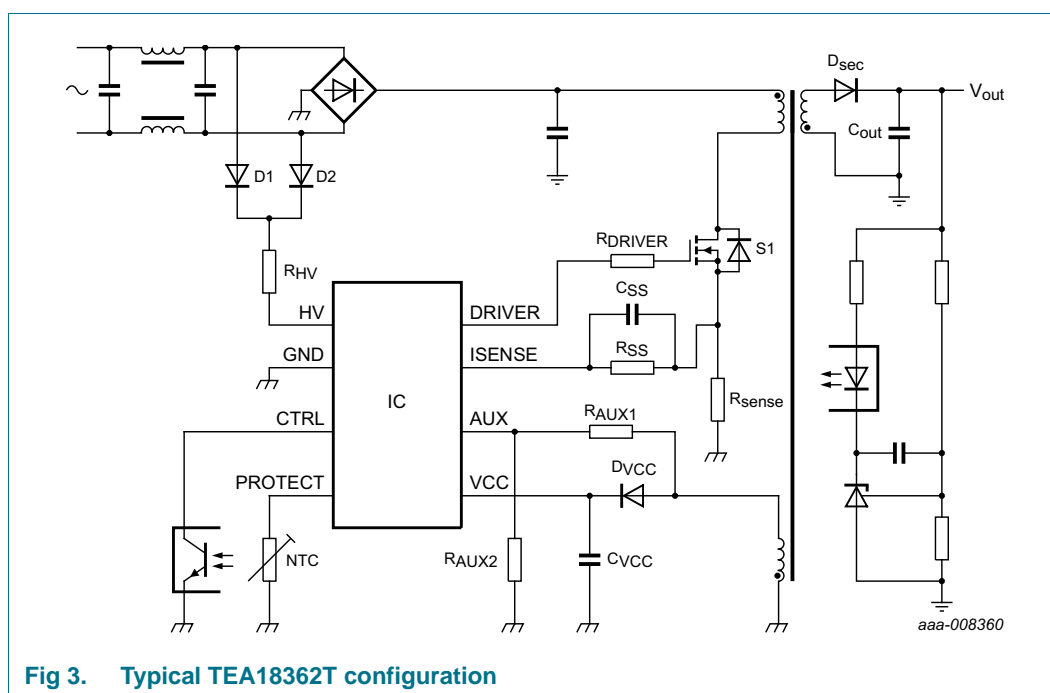 Dsec
Vout
Cout
D1
D2
RDRIVER
S1
RHV
CSS
HV
DRIVER
RSS
GND
ISENSE
Rsense
IC
CTRL
AUX
RAUX1
DVCC
PROTECT
VCC
NTC
RAUX2
CVCC
aaa-008360
Fig 3. Typical TEA18362T configuration